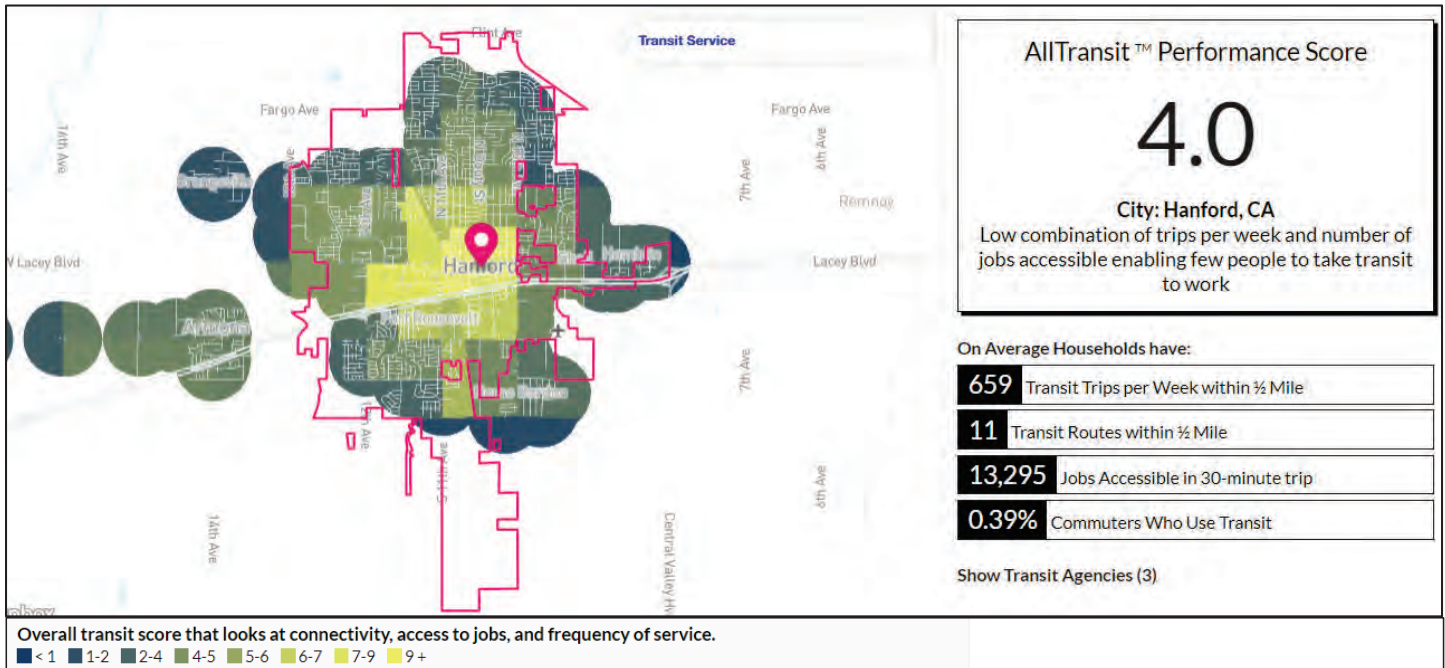 Flint Ave
Transit Service
Fargo Ave
Fargo Ave
6th Ave
7th Ave
Remnoy
Lacey Blvd
Lacey Blvd
Hanford
Armona
N 11th Ave
7th Ave
6th Ave
14th Ave
Central Valley Hw
AllTransit ™ Performance Score
4.0
City: Hanford, CA
Low combination of trips per week and number of
jobs accessible enabling few people to take transit
to work
On Average Households have:
659 Transit Trips per Week within ½ Mile
11 Transit Routes within ½ Mile
13,295 Jobs Accessible in 30-minute trip
0.39% Commuters Who Use Transit
Show Transit Agencies (3)
Overall transit score that looks at connectivity, access to jobs, and frequency of service.
< 1 1-2 2-4 4-5 5-6 6-7 7-9 9 +